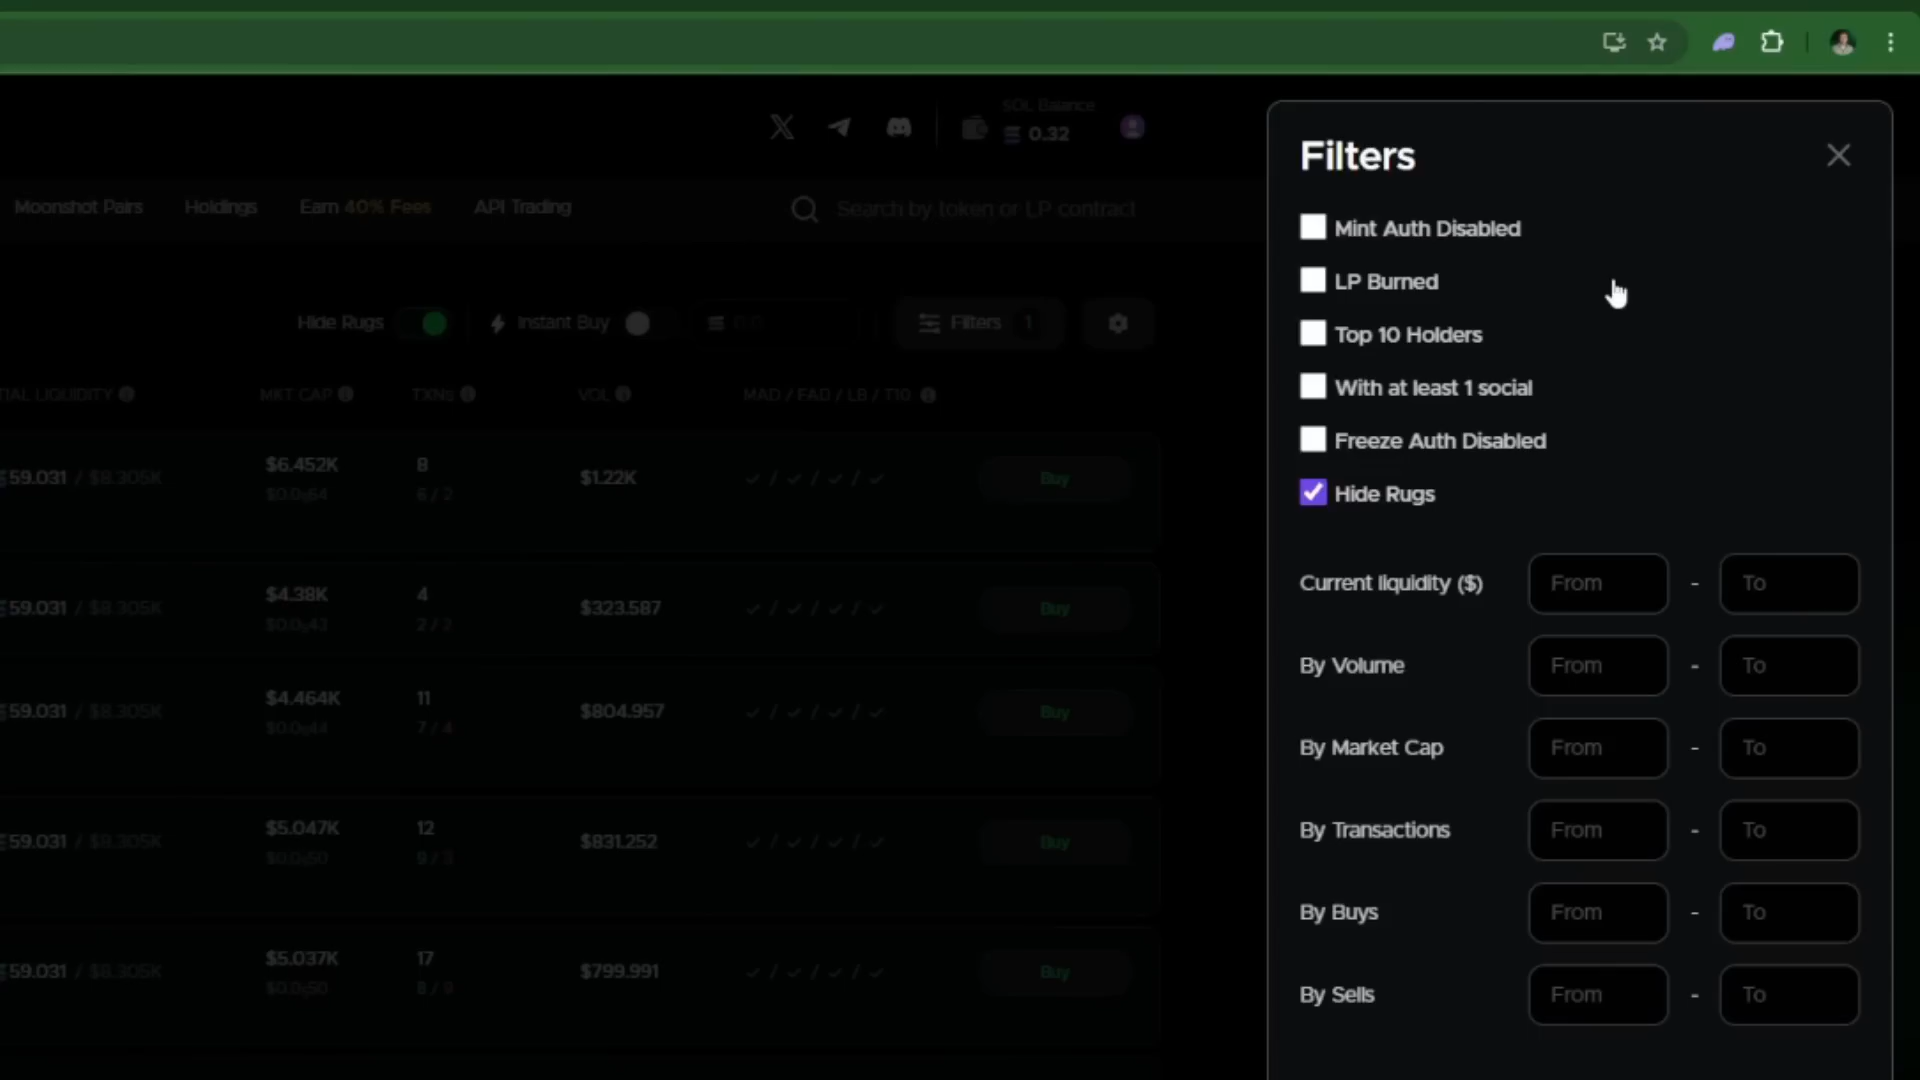 SOL Balance
0.32
Moonshot Pairs
Holdings
Earn 40% Fees
API Trading
Search by token or LP contract
Hide Rugs
Instant Buy
0.0
Filters 1
TIAL LIQUIDITY
MKT CAP
TXNs
VOL
MAD / FAD / LB / T10
59.031 / $8.305K
$6.452K
8
6 / 2
$1.22K
Buy
59.031 / $8.305K
$4.38K
$0.0₅43
4
2 / 2
$323.587
Buy
59.031 / $8.305K
$4.464K
$0.0₅44
11
7 / 4
$804.957
Buy
59.031 / $8.305K
$5.047K
$0.0₅50
12
9 / 3
$831.252
Buy
59.031 / $8.305K
$5.037K
$0.0₅50
17
8 / 9
$799.991
Buy
Filters
Mint Auth Disabled
LP Burned
Top 10 Holders
With at least 1 social
Freeze Auth Disabled
Hide Rugs
Current liquidity ($) From - To
By Volume From - To
By Market Cap From - To
By Transactions From - To
By Buys From - To
By Sells From - To